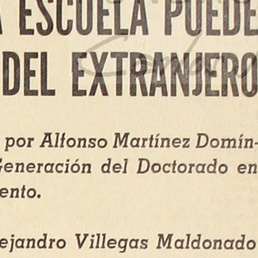 A ESCUELA PUEDE
DEL EXTRANJERO
por Alfonso Martínez Domín-
Generación del Doctorado en
ento.
ejandro Villegas Maldonado